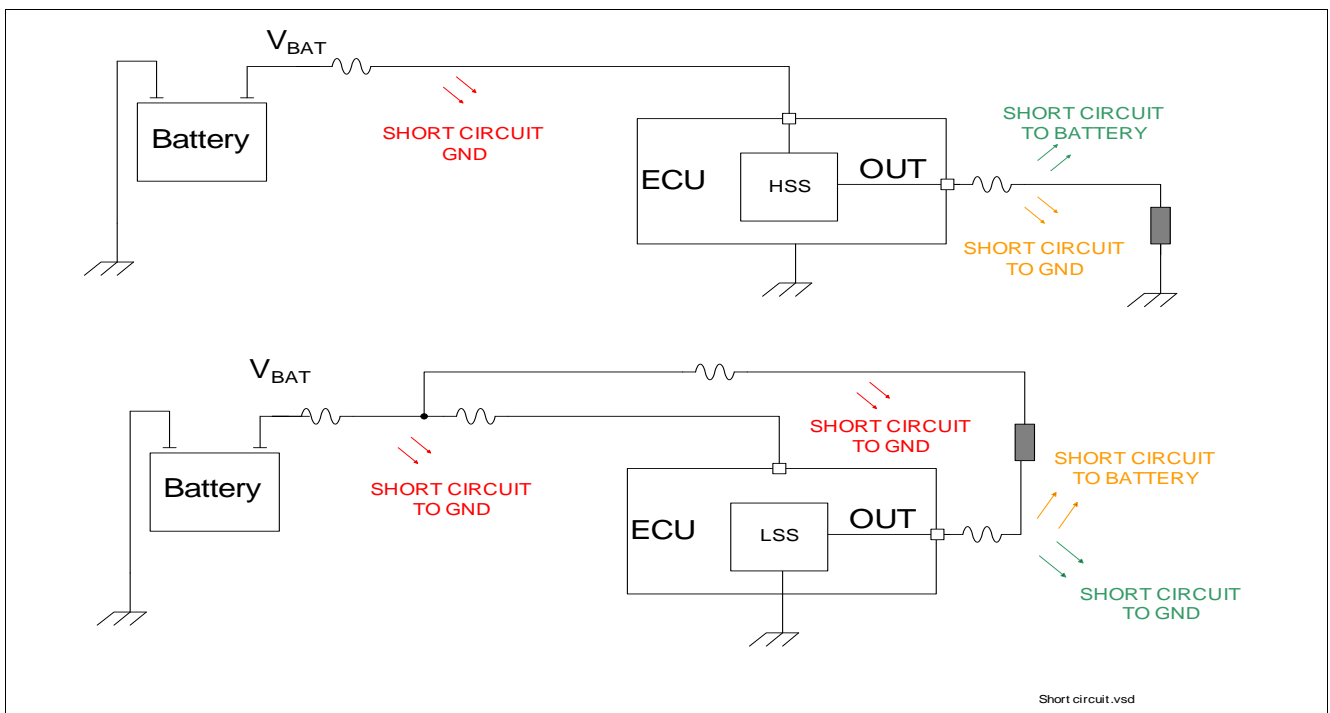 V_BAT
Battery
SHORT CIRCUIT
GND
SHORT CIRCUIT
TO BATTERY
ECU
HSS
OUT
SHORT CIRCUIT
TO GND
V_BAT
SHORT CIRCUIT
TO GND
Battery
SHORT CIRCUIT
TO GND
SHORT CIRCUIT
TO BATTERY
ECU
LSS
OUT
SHORT CIRCUIT
TO GND
Short circuit.vsd